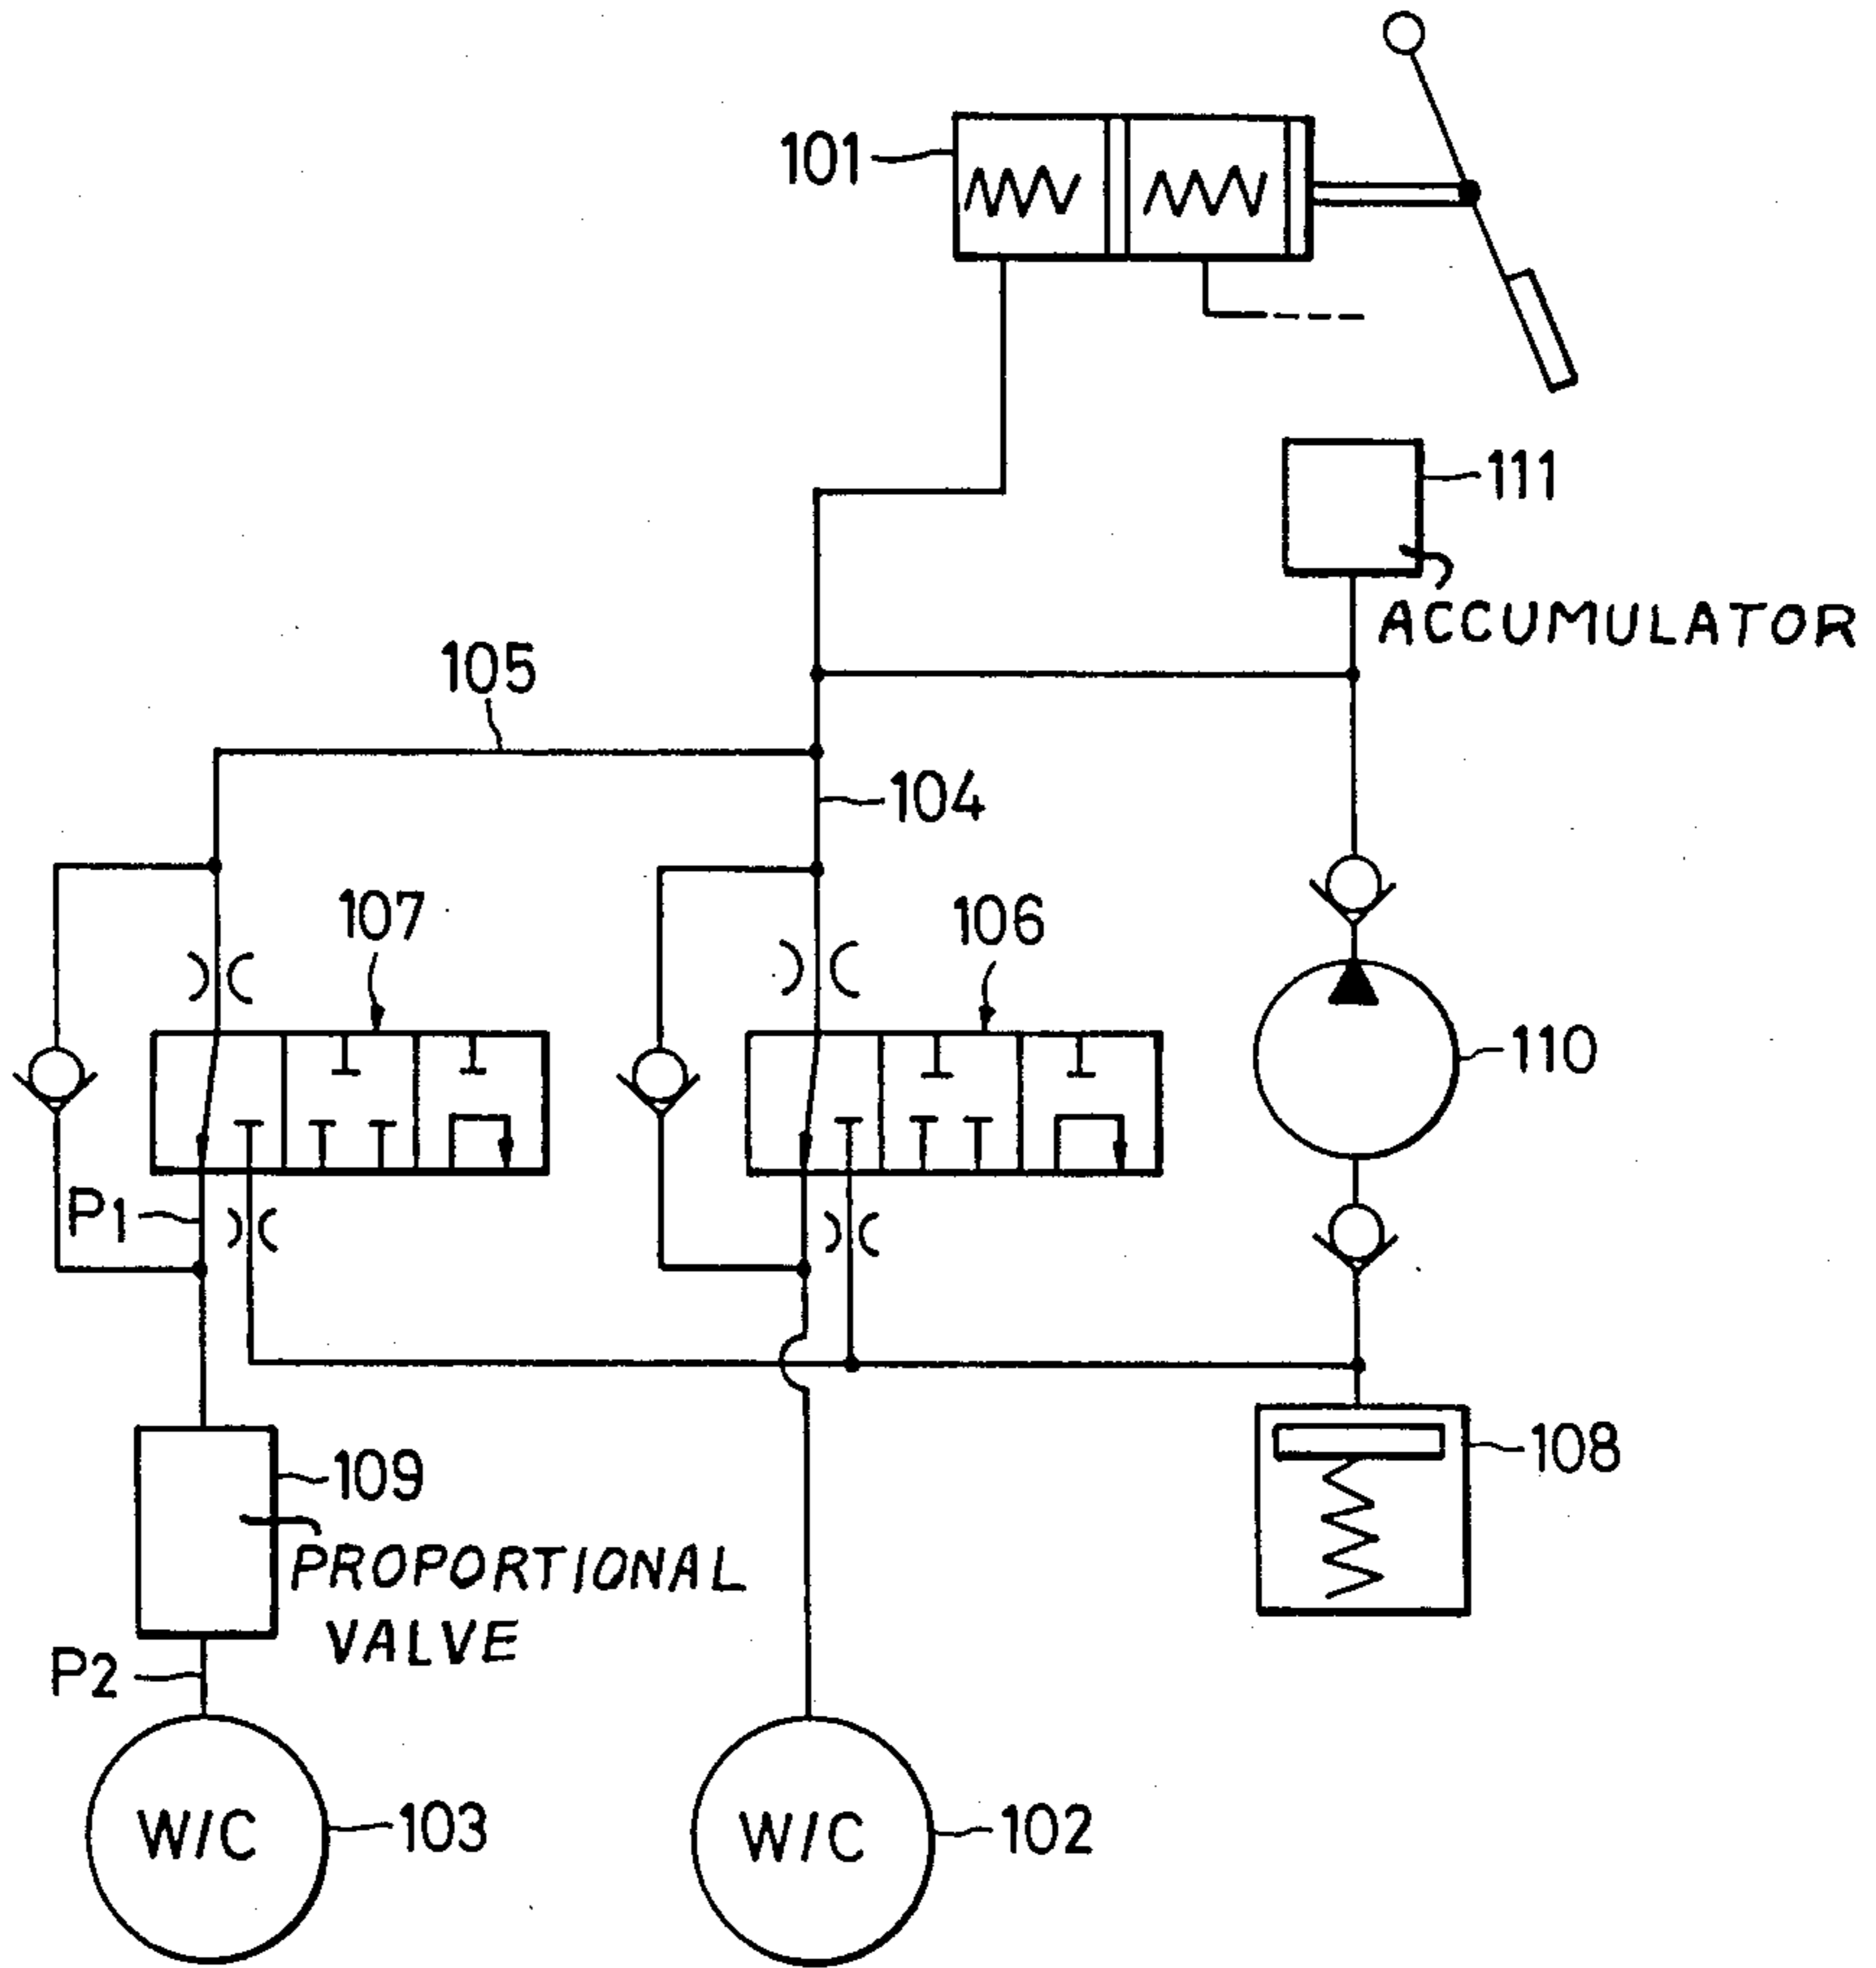 101
111
ACCUMULATOR
105
104
107
106
110
P1
109
108
PROPORTIONAL
VALVE
P2
W/C
103
W/C
102